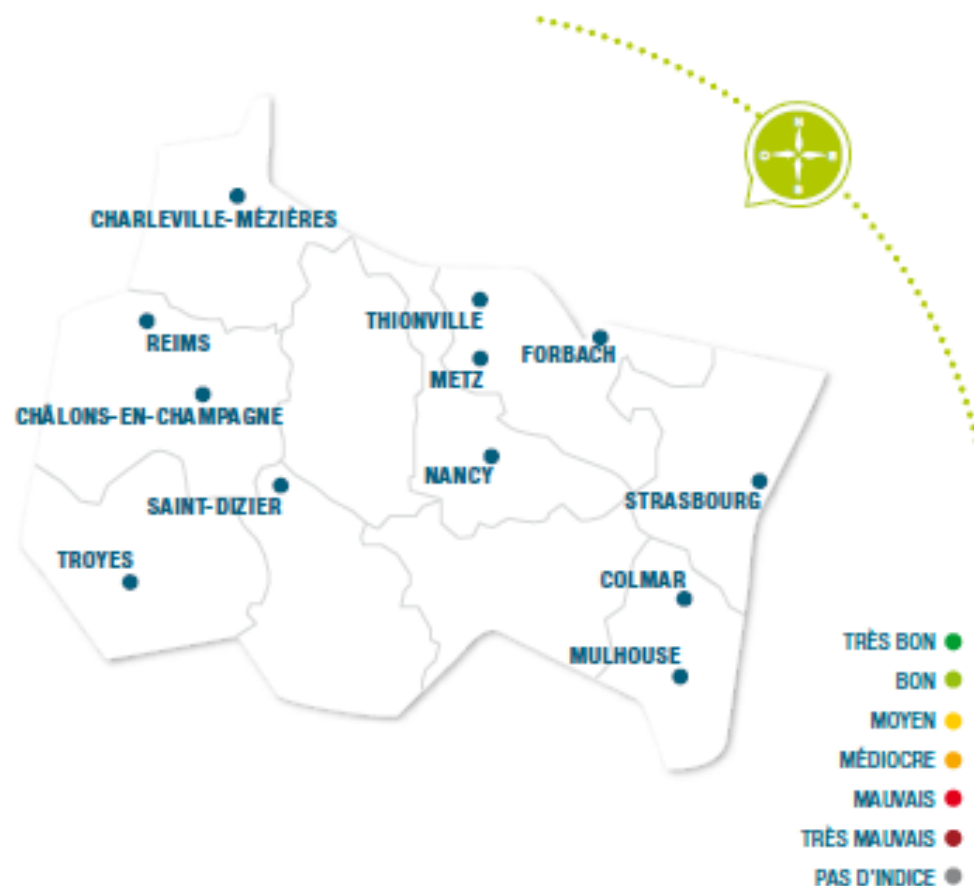 N
O
E
S
CHARLEVILLE-MÉZIÈRES
THIONVILLE
REIMS
FORBACH
METZ
CHÂLONS-EN-CHAMPAGNE
NANCY
SAINT-DIZIER
STRASBOURG
TROYES
COLMAR
MULHOUSE
TRÈS BON
BON
MOYEN
MÉDIOCRE
MAUVAIS
TRÈS MAUVAIS
PAS D'INDICE